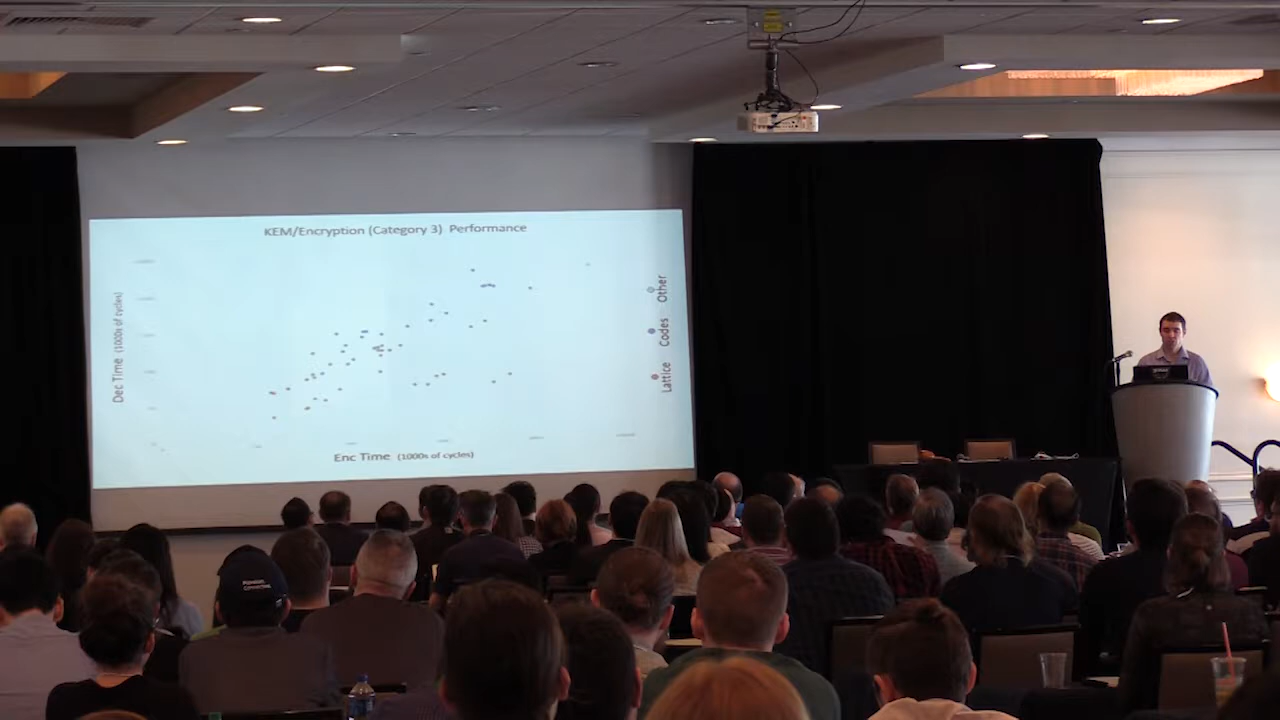 KEM/Encryption (Category 3) Performance
Dec Time (1000s of cycles)
Other
Codes
Lattice
Enc Time (1000s of cycles)